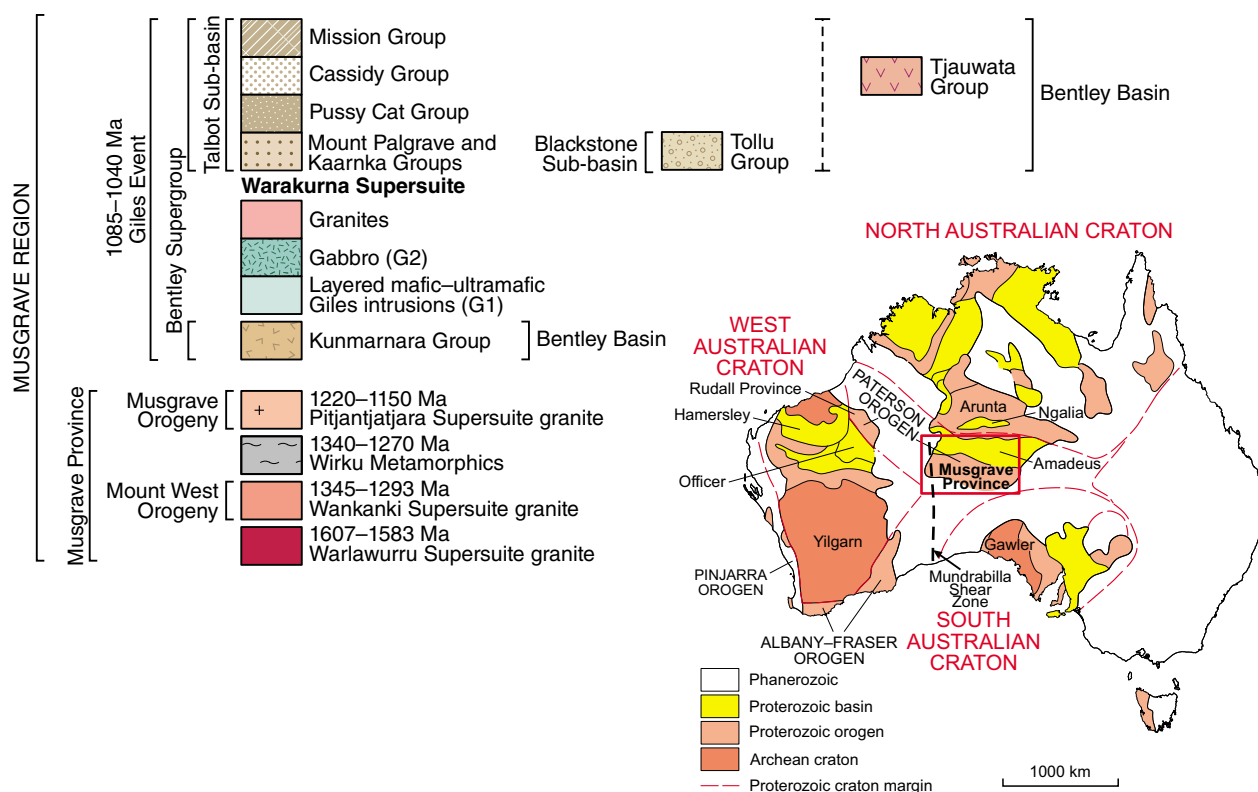 MUSGRAVE REGION
1085–1040 Ma
Giles Event
Bentley Supergroup
Talbot Sub-basin
Mission Group
Cassidy Group
Pussy Cat Group
Mount Palgrave and
Kaarnka Groups
Blackstone
Sub-basin
Tollu
Group
Tjauwata
Group
Bentley Basin
Warakurna Supersuite
Granites
Gabbro (G2)
Layered mafic–ultramafic
Giles intrusions (G1)
Kunmarnara Group
Bentley Basin
Musgrave Province
Musgrave
Orogeny
1220–1150 Ma
Pitjantjatjara Supersuite granite
1340–1270 Ma
Wirku Metamorphics
Mount West
Orogeny
1345–1293 Ma
Wankanki Supersuite granite
1607–1583 Ma
Warlawurru Supersuite granite
NORTH AUSTRALIAN CRATON
WEST
AUSTRALIAN
CRATON
Rudall Province
PATERSON
OROGEN
Hamersley
Arunta
Ngalia
Officer
Amadeus
Musgrave
Province
Yilgarn
Gawler
PINJARRA
OROGEN
Mundrabilla
Shear
Zone
ALBANY–FRASER
OROGEN
SOUTH
AUSTRALIAN
CRATON
Phanerozoic
Proterozoic basin
Proterozoic orogen
Archean craton
Proterozoic craton margin
1000 km